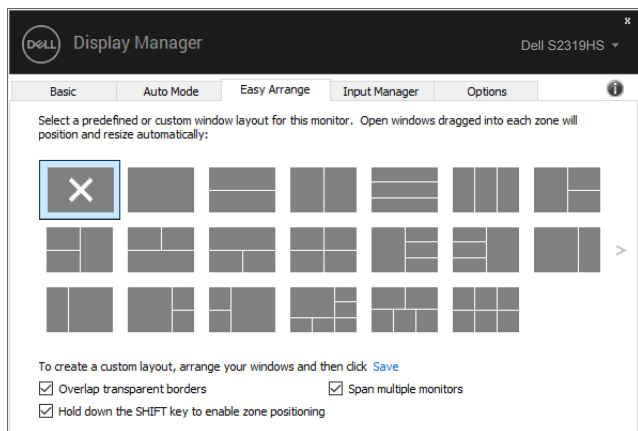 x
DELL Display Manager Dell S2319HS
Basic Auto Mode Easy Arrange Input Manager Options i
Select a predefined or custom window layout for this monitor. Open windows dragged into each zone will
position and resize automatically:
>
To create a custom layout, arrange your windows and then click Save
Overlap transparent borders Span multiple monitors
Hold down the SHIFT key to enable zone positioning